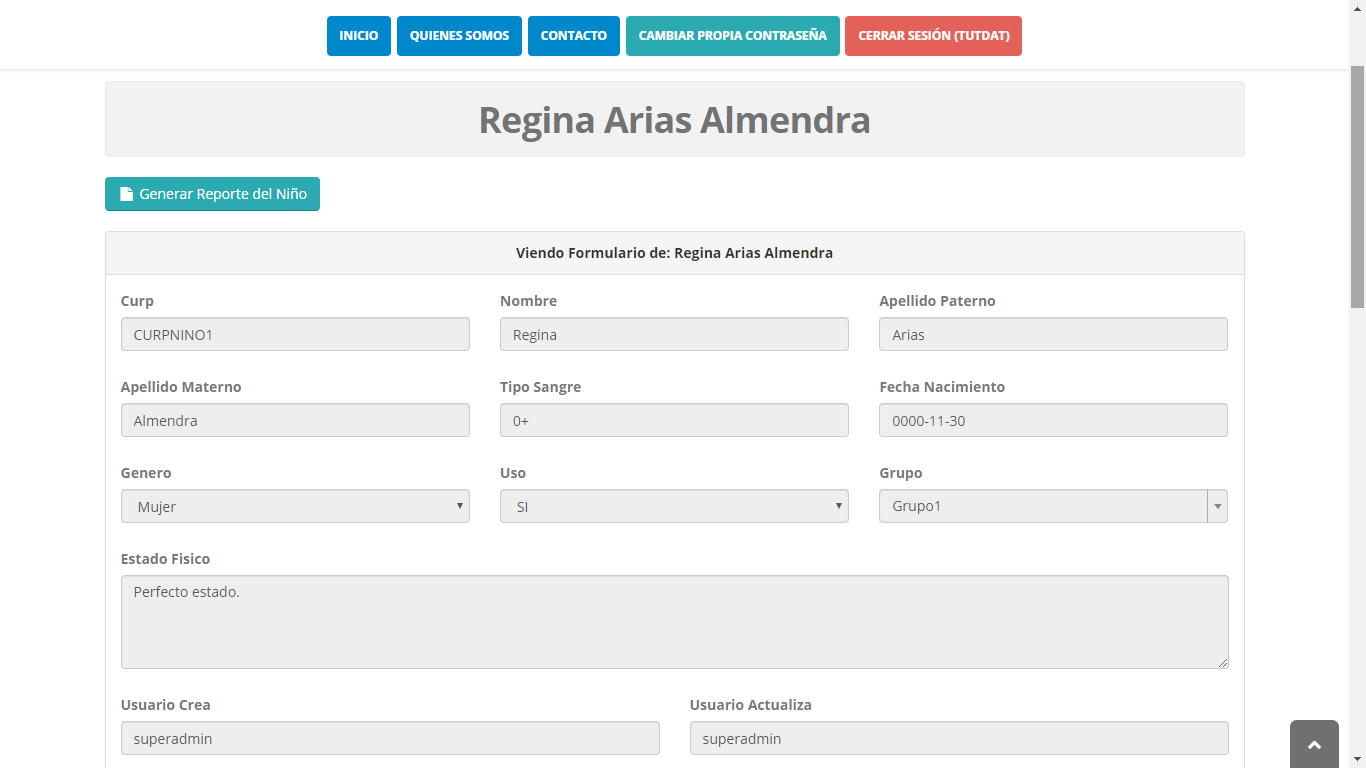 INICIO QUIENES SOMOS CONTACTO CAMBIAR PROPIA CONTRASEÑA CERRAR SESIÓN (TUTDAT)
Regina Arias Almendra
Generar Reporte del Niño
Viendo Formulario de: Regina Arias Almendra
Curp Nombre Apellido Paterno
CURPNINO1 Regina Arias
Apellido Materno Tipo Sangre Fecha Nacimiento
Almendra 0+ 0000-11-30
Genero Uso Grupo
Mujer SI Grupo1
Estado Fisico
Perfecto estado.
Usuario Crea Usuario Actualiza
superadmin superadmin